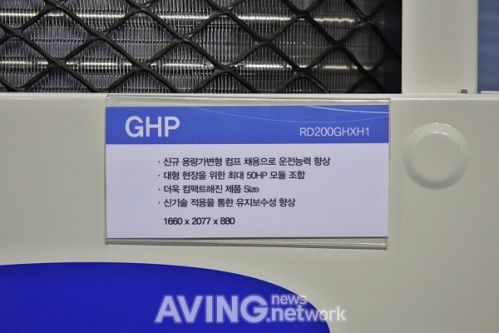 GHP
RD200GHXH1
· 신규 용량가변형 컴프 채용으로 운전능력 향상
· 대형 현장을 위한 최대 50HP 모듈 조합
· 더욱 컴팩트해진 제품 Size
· 신기술 적용을 통한 유지보수성 향상
1660 x 2077 x 880
AVING news network